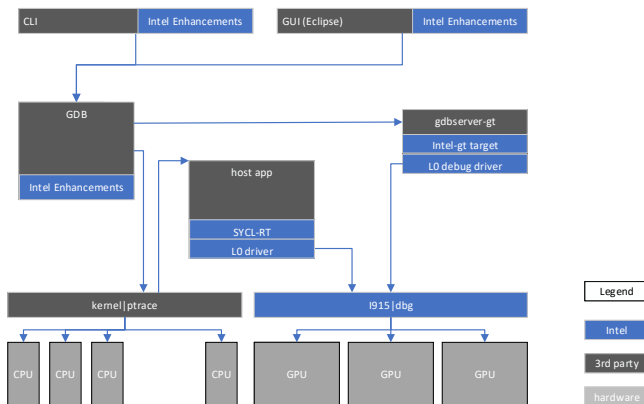 CLI
Intel Enhancements
GUI (Eclipse)
Intel Enhancements
GDB
Intel Enhancements
gdbserver-gt
Intel-gt target
L0 debug driver
host app
SYCL-RT
L0 driver
kernel|ptrace
I915|dbg
CPU
CPU
CPU
CPU
GPU
GPU
GPU
Legend
Intel
3rd party
hardware